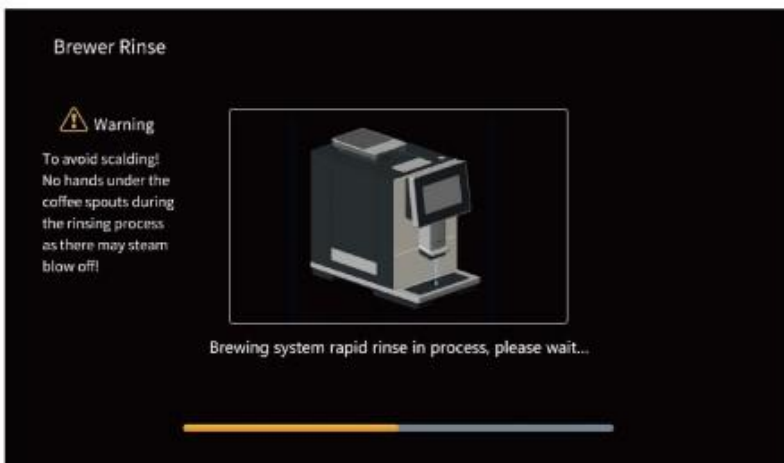 Brewer Rinse
Warning
To avoid scalding!
No hands under the
coffee spouts during
the rinsing process
as there may steam
blow off!
Brewing system rapid rinse in process, please wait...